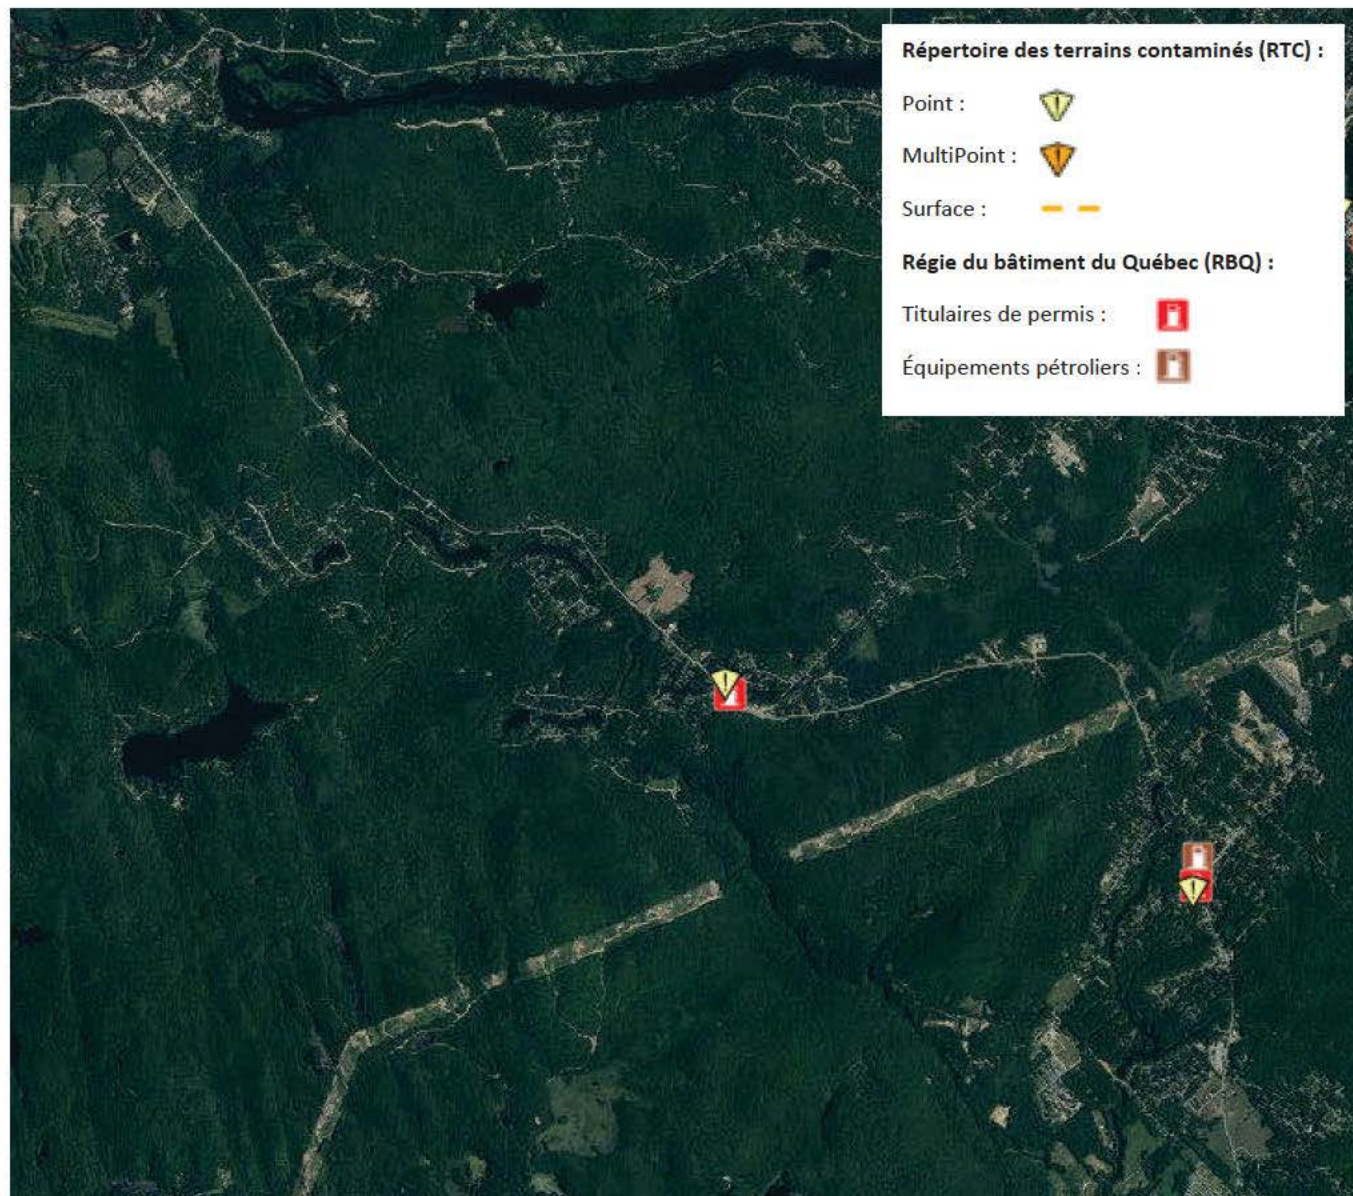 Répertoire des terrains contaminés (RTC) :
Point :
MultiPoint :
Surface :
Régie du bâtiment du Québec (RBQ) :
Titulaires de permis :
Équipements pétroliers :